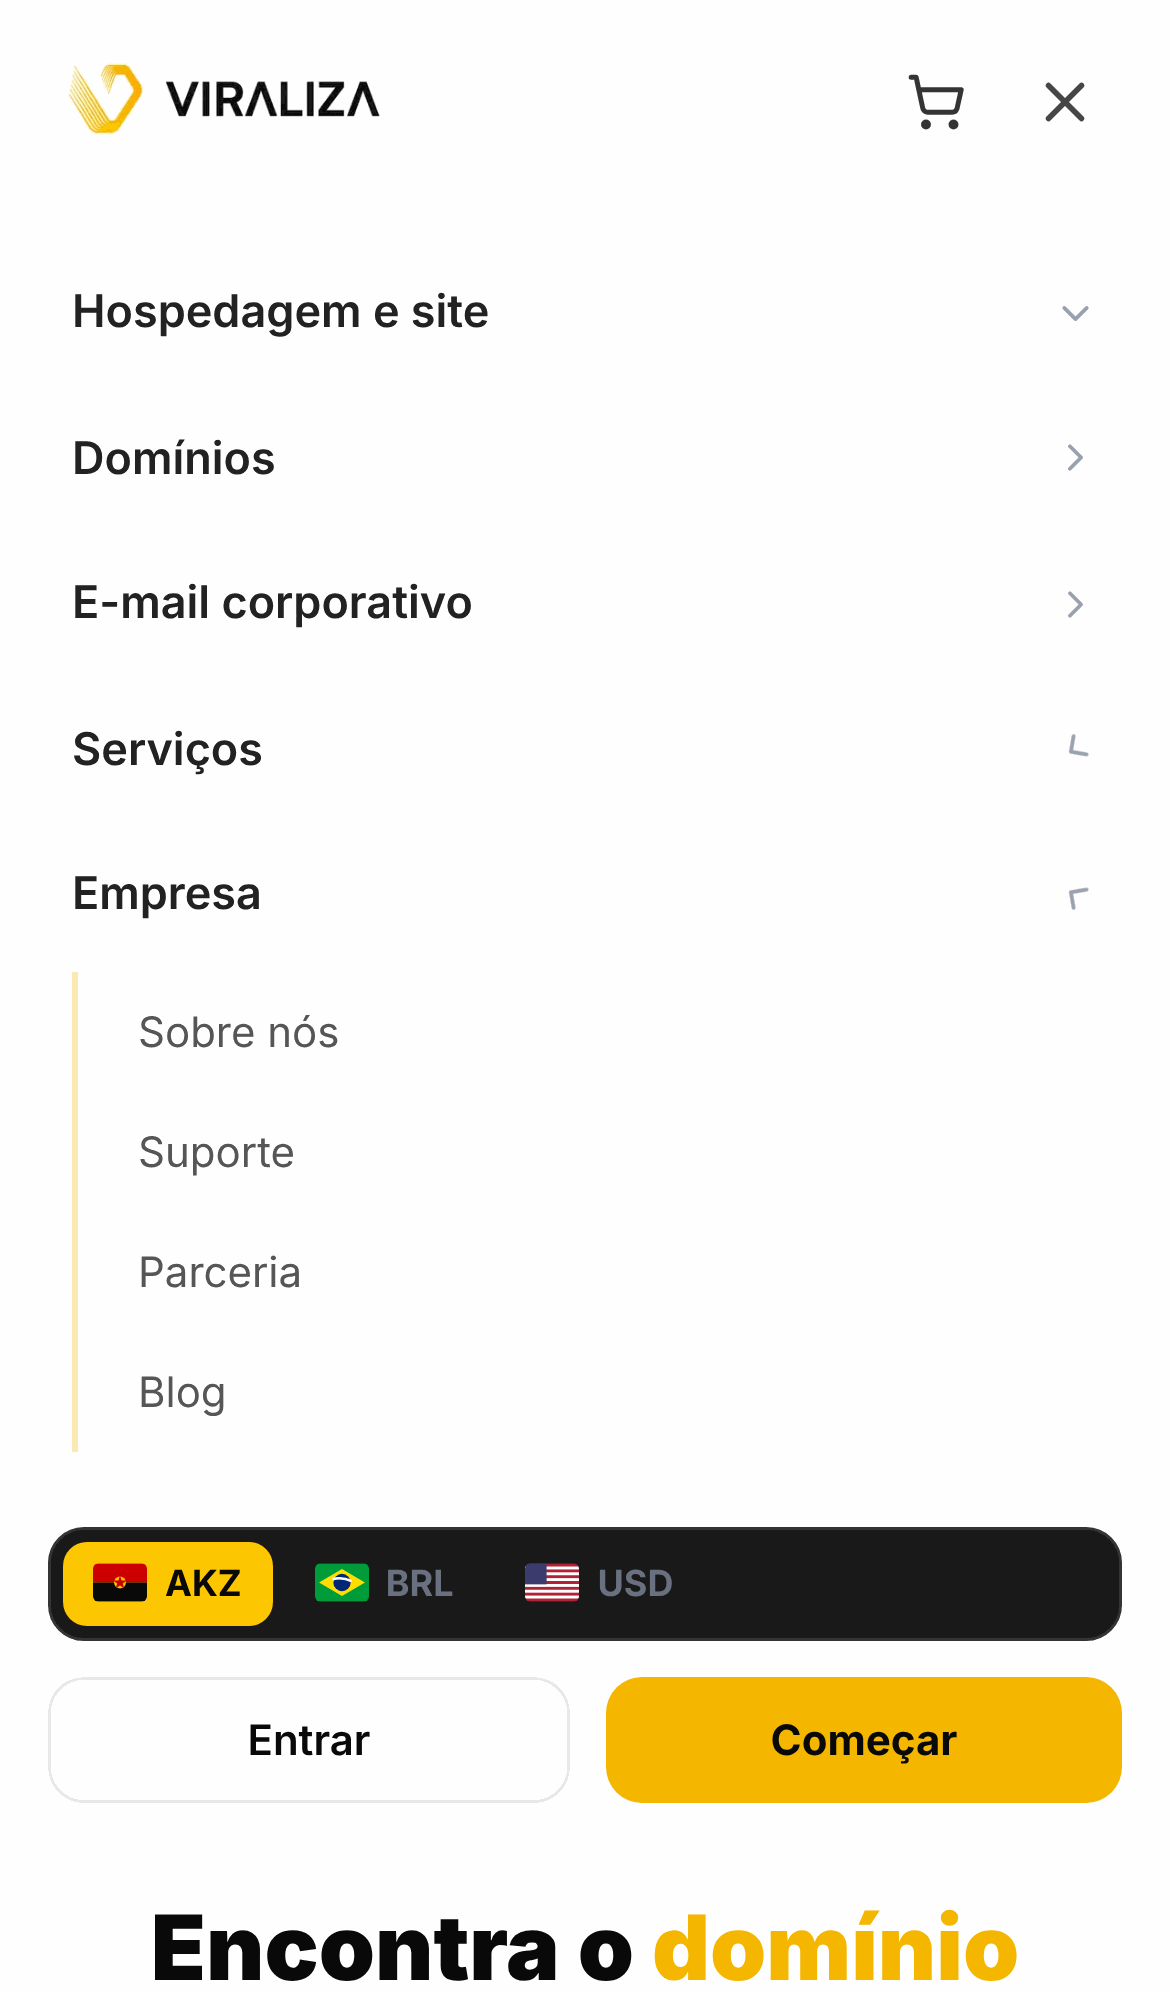 VIRALIZA
Hospedagem e site
Domínios
E-mail corporativo
Serviços
Empresa
Sobre nós
Suporte
Parceria
Blog
AKZ BRL USD
Entrar Começar
Encontra o domínio